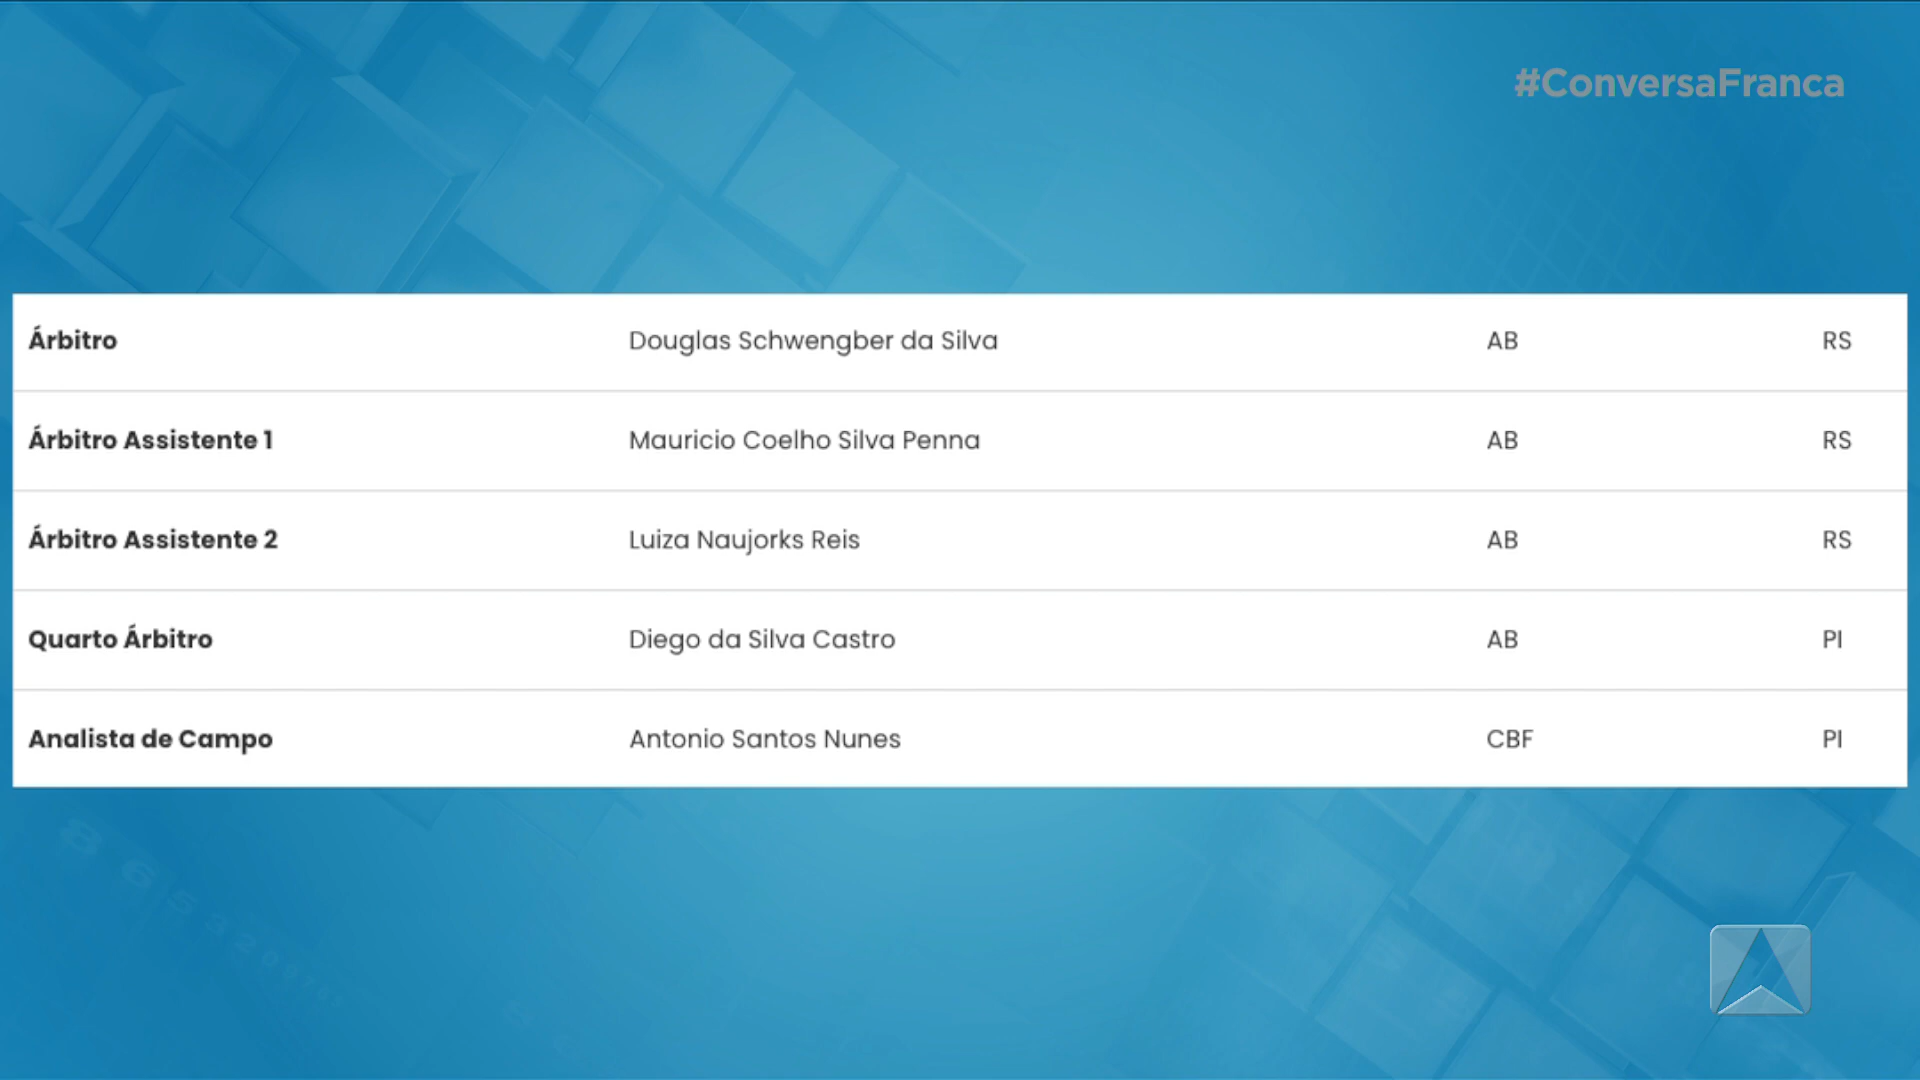 #ConversaFranca
Árbitro Douglas Schwengber da Silva AB RS
Árbitro Assistente 1 Mauricio Coelho Silva Penna AB RS
Árbitro Assistente 2 Luiza Naujorks Reis AB RS
Quarto Árbitro Diego da Silva Castro AB PI
Analista de Campo Antonio Santos Nunes CBF PI